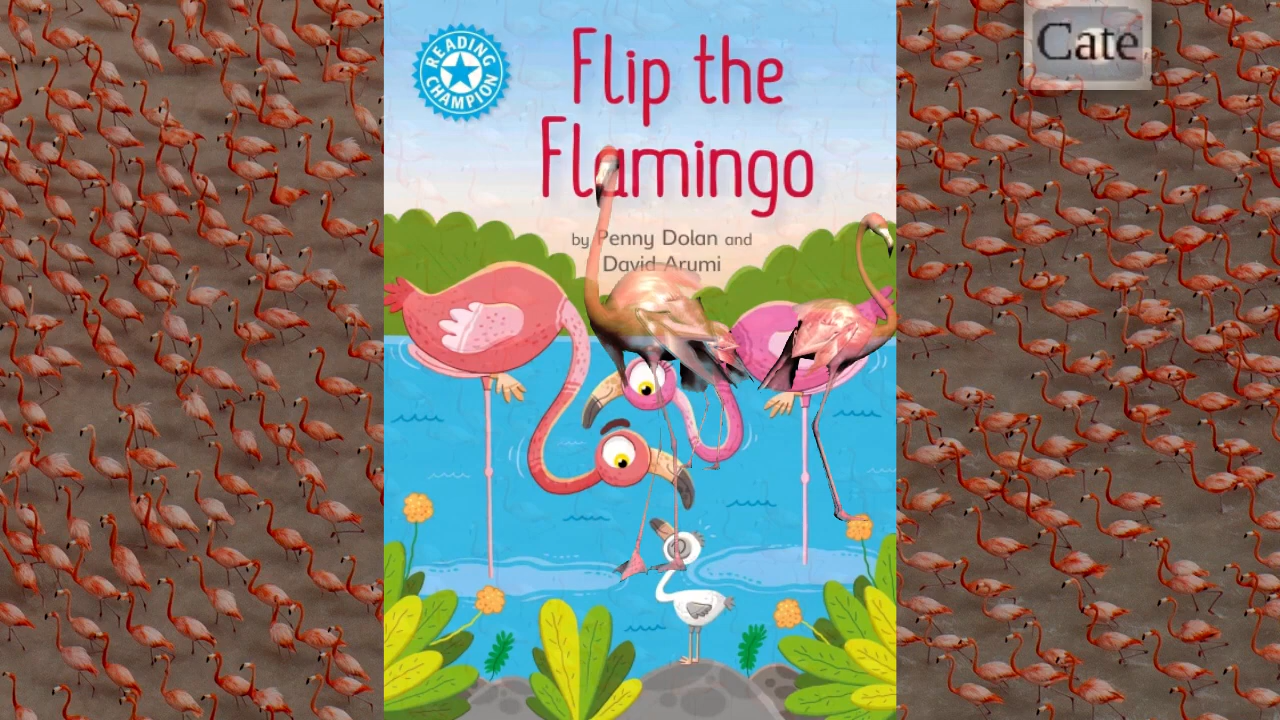 READING
CHAMPION
Flip the
Flamingo
by Penny Dolan and
David Arumi
Cate